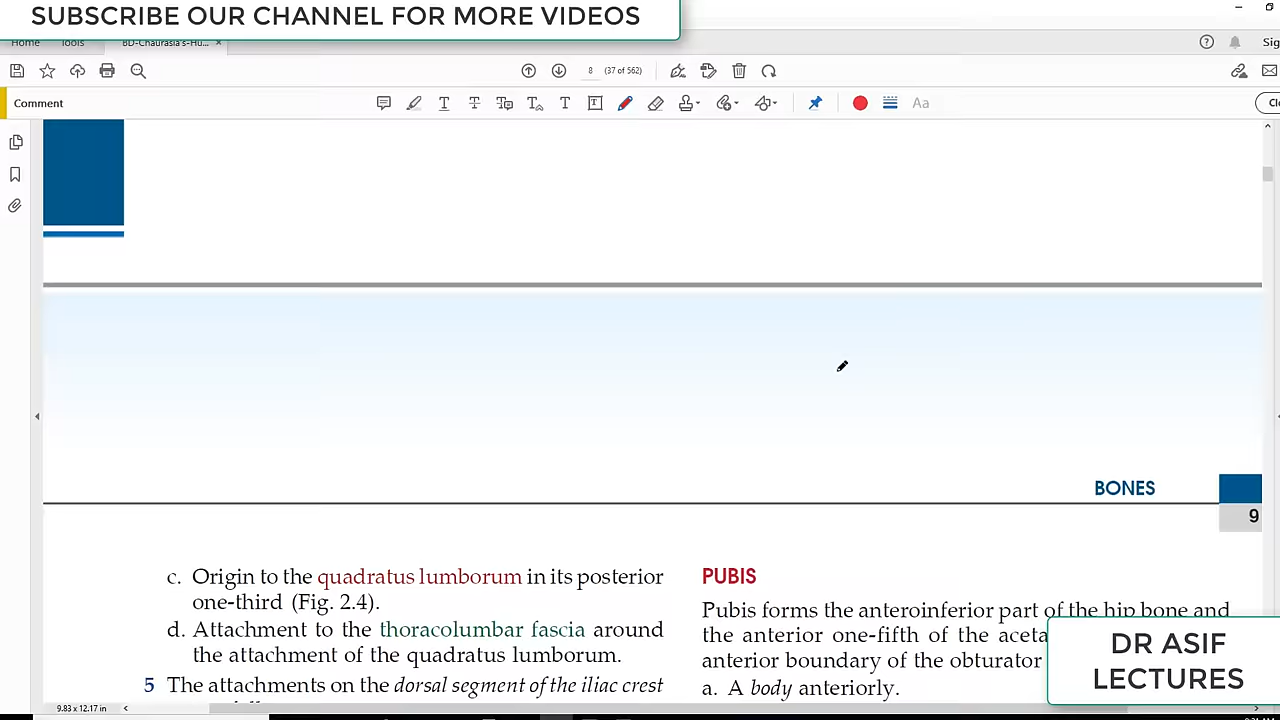 SUBSCRIBE OUR CHANNEL FOR MORE VIDEOS
Home Tools BD-Chaurasia's-Hu... ×
8 (37 of 562)
Comment
Aa
BONES
9
c. Origin to the quadratus lumborum in its posterior
one-third (Fig. 2.4).
d. Attachment to the thoracolumbar fascia around
the attachment of the quadratus lumborum.
5 The attachments on the dorsal segment of the iliac crest
PUBIS
Pubis forms the anteroinferior part of the hip bone and
the anterior one-fifth of the
anterior boundary of the obturator
a. A body anteriorly.
DR ASIF
LECTURES
9.83 x 12.17 in